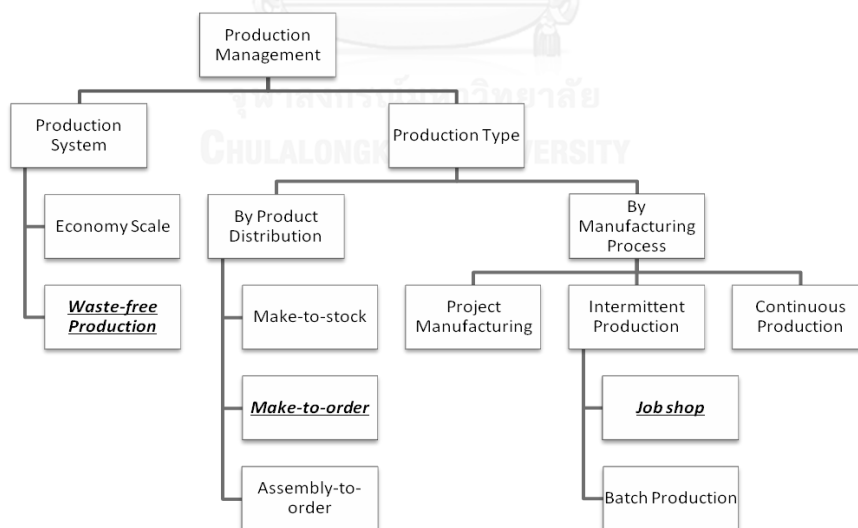 Production
Management
จุฬาลงกรณ์มหาวิทยาลัย
Production
System
Production Type
CHULALONGK VERSITY
Economy Scale
By Product
Distribution
By
Manufacturing
Process
Waste-free
Production
Make-to-stock
Project
Manufacturing
Intermittent
Production
Continuous
Production
Make-to-order
Job shop
Assembly-to-
order
Batch Production